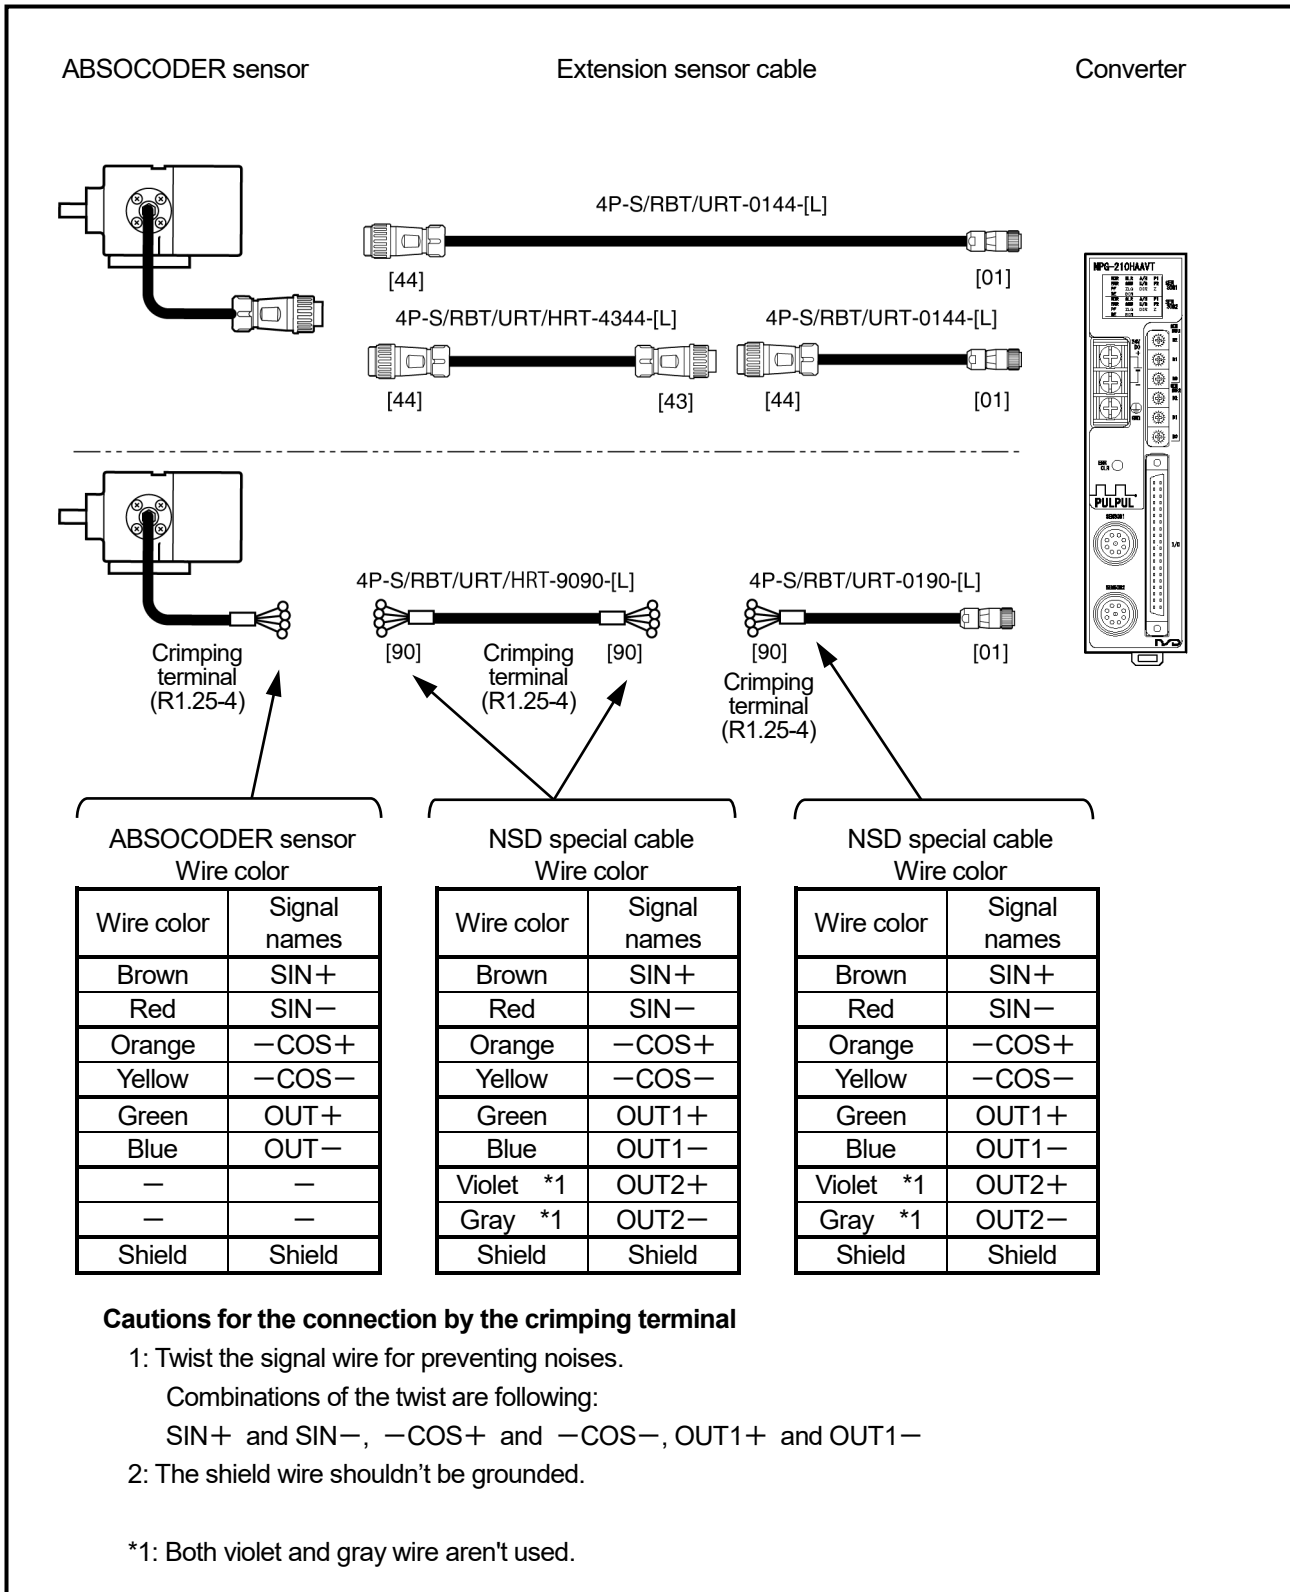 ABSOCODER sensor Extension sensor cable Converter
4P-S/RBT/URT-0144-[L]
[44] [01]
4P-S/RBT/URT/HRT-4344-[L] 4P-S/RBT/URT-0144-[L]
[44] [43] [44] [01]
NPG-210HAAVT
PULPUL
SENSOR1
SENSOR2
I/O
NSD
4P-S/RBT/URT/HRT-9090-[L] 4P-S/RBT/URT-0190-[L]
[90] [90] [90] [01]
Crimping
terminal
(R1.25-4)
Crimping
terminal
(R1.25-4)
Crimping
terminal
(R1.25-4)
ABSOCODER sensor
Wire color
Wire color Signal names
Brown SIN+
Red SIN−
Orange −COS+
Yellow −COS−
Green OUT+
Blue OUT−
− −
− −
Shield Shield
NSD special cable
Wire color
Wire color Signal names
Brown SIN+
Red SIN−
Orange −COS+
Yellow −COS−
Green OUT1+
Blue OUT1−
Violet *1 OUT2+
Gray *1 OUT2−
Shield Shield
NSD special cable
Wire color
Wire color Signal names
Brown SIN+
Red SIN−
Orange −COS+
Yellow −COS−
Green OUT1+
Blue OUT1−
Violet *1 OUT2+
Gray *1 OUT2−
Shield Shield
Cautions for the connection by the crimping terminal
1: Twist the signal wire for preventing noises.
Combinations of the twist are following:
SIN+ and SIN−, −COS+ and −COS−, OUT1+ and OUT1−
2: The shield wire shouldn’t be grounded.
*1: Both violet and gray wire aren't used.